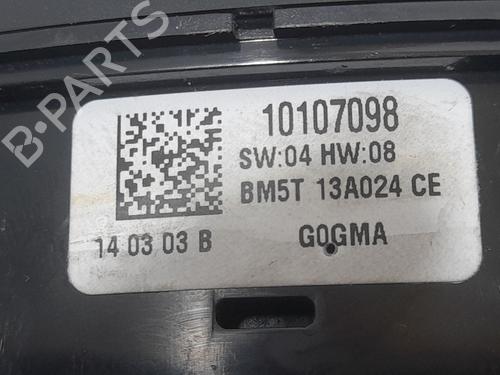 10107098
SW:04 HW:08
BM5T 13A024 CE
14 03 03 B
G0GMA
B-PARTS